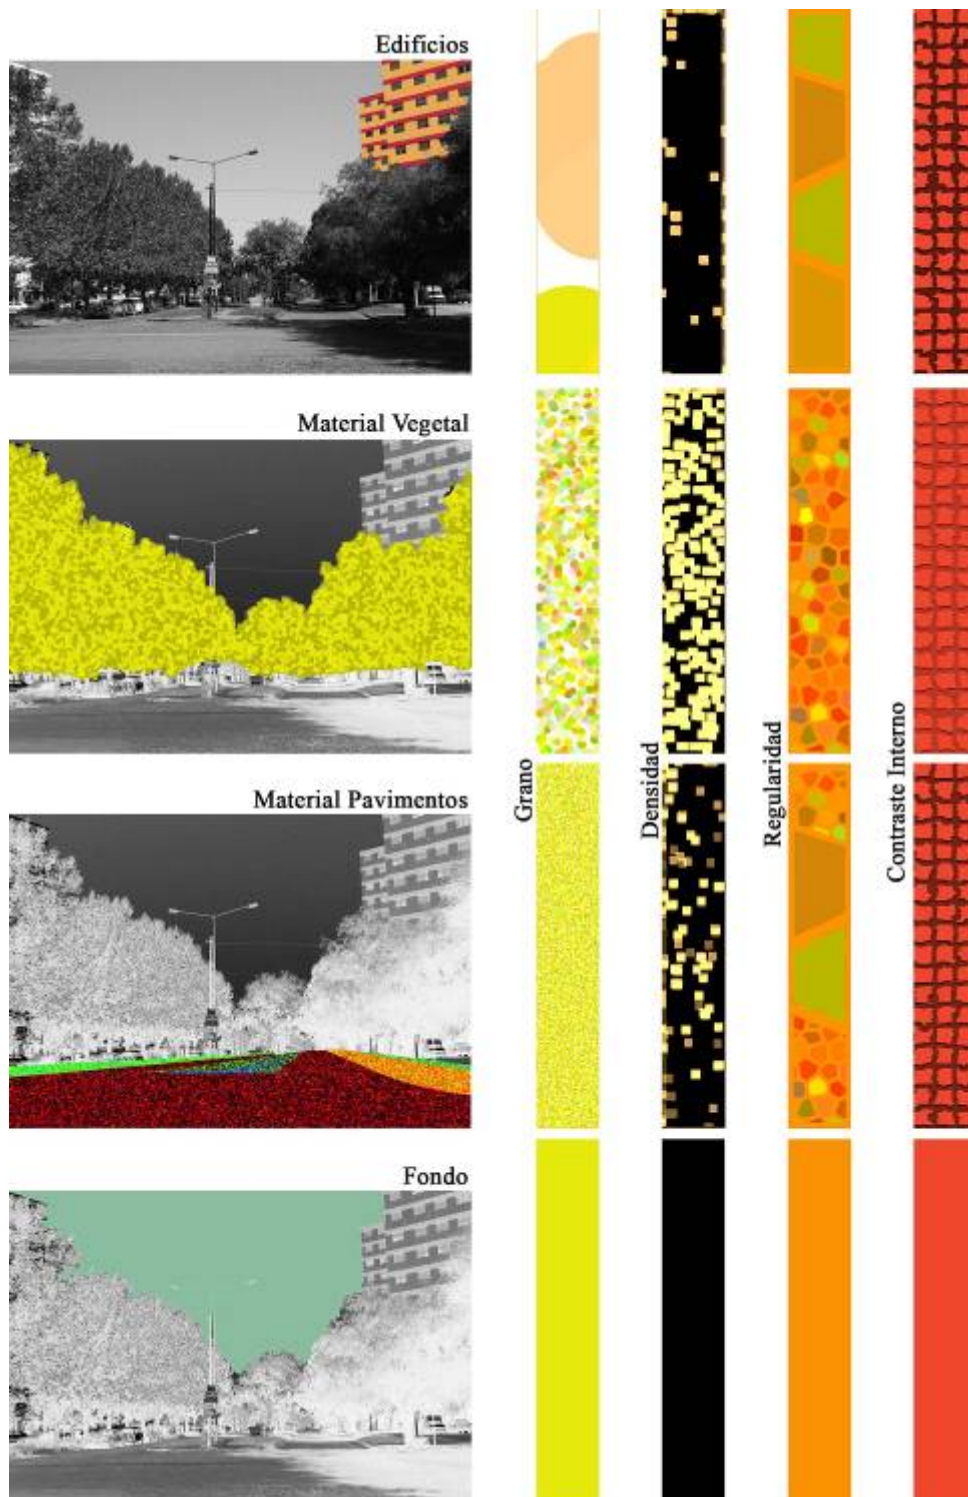 Edificios
Material Vegetal
Material Pavimentos
Fondo
Grano
Densidad
Regularidad
Contraste Interno